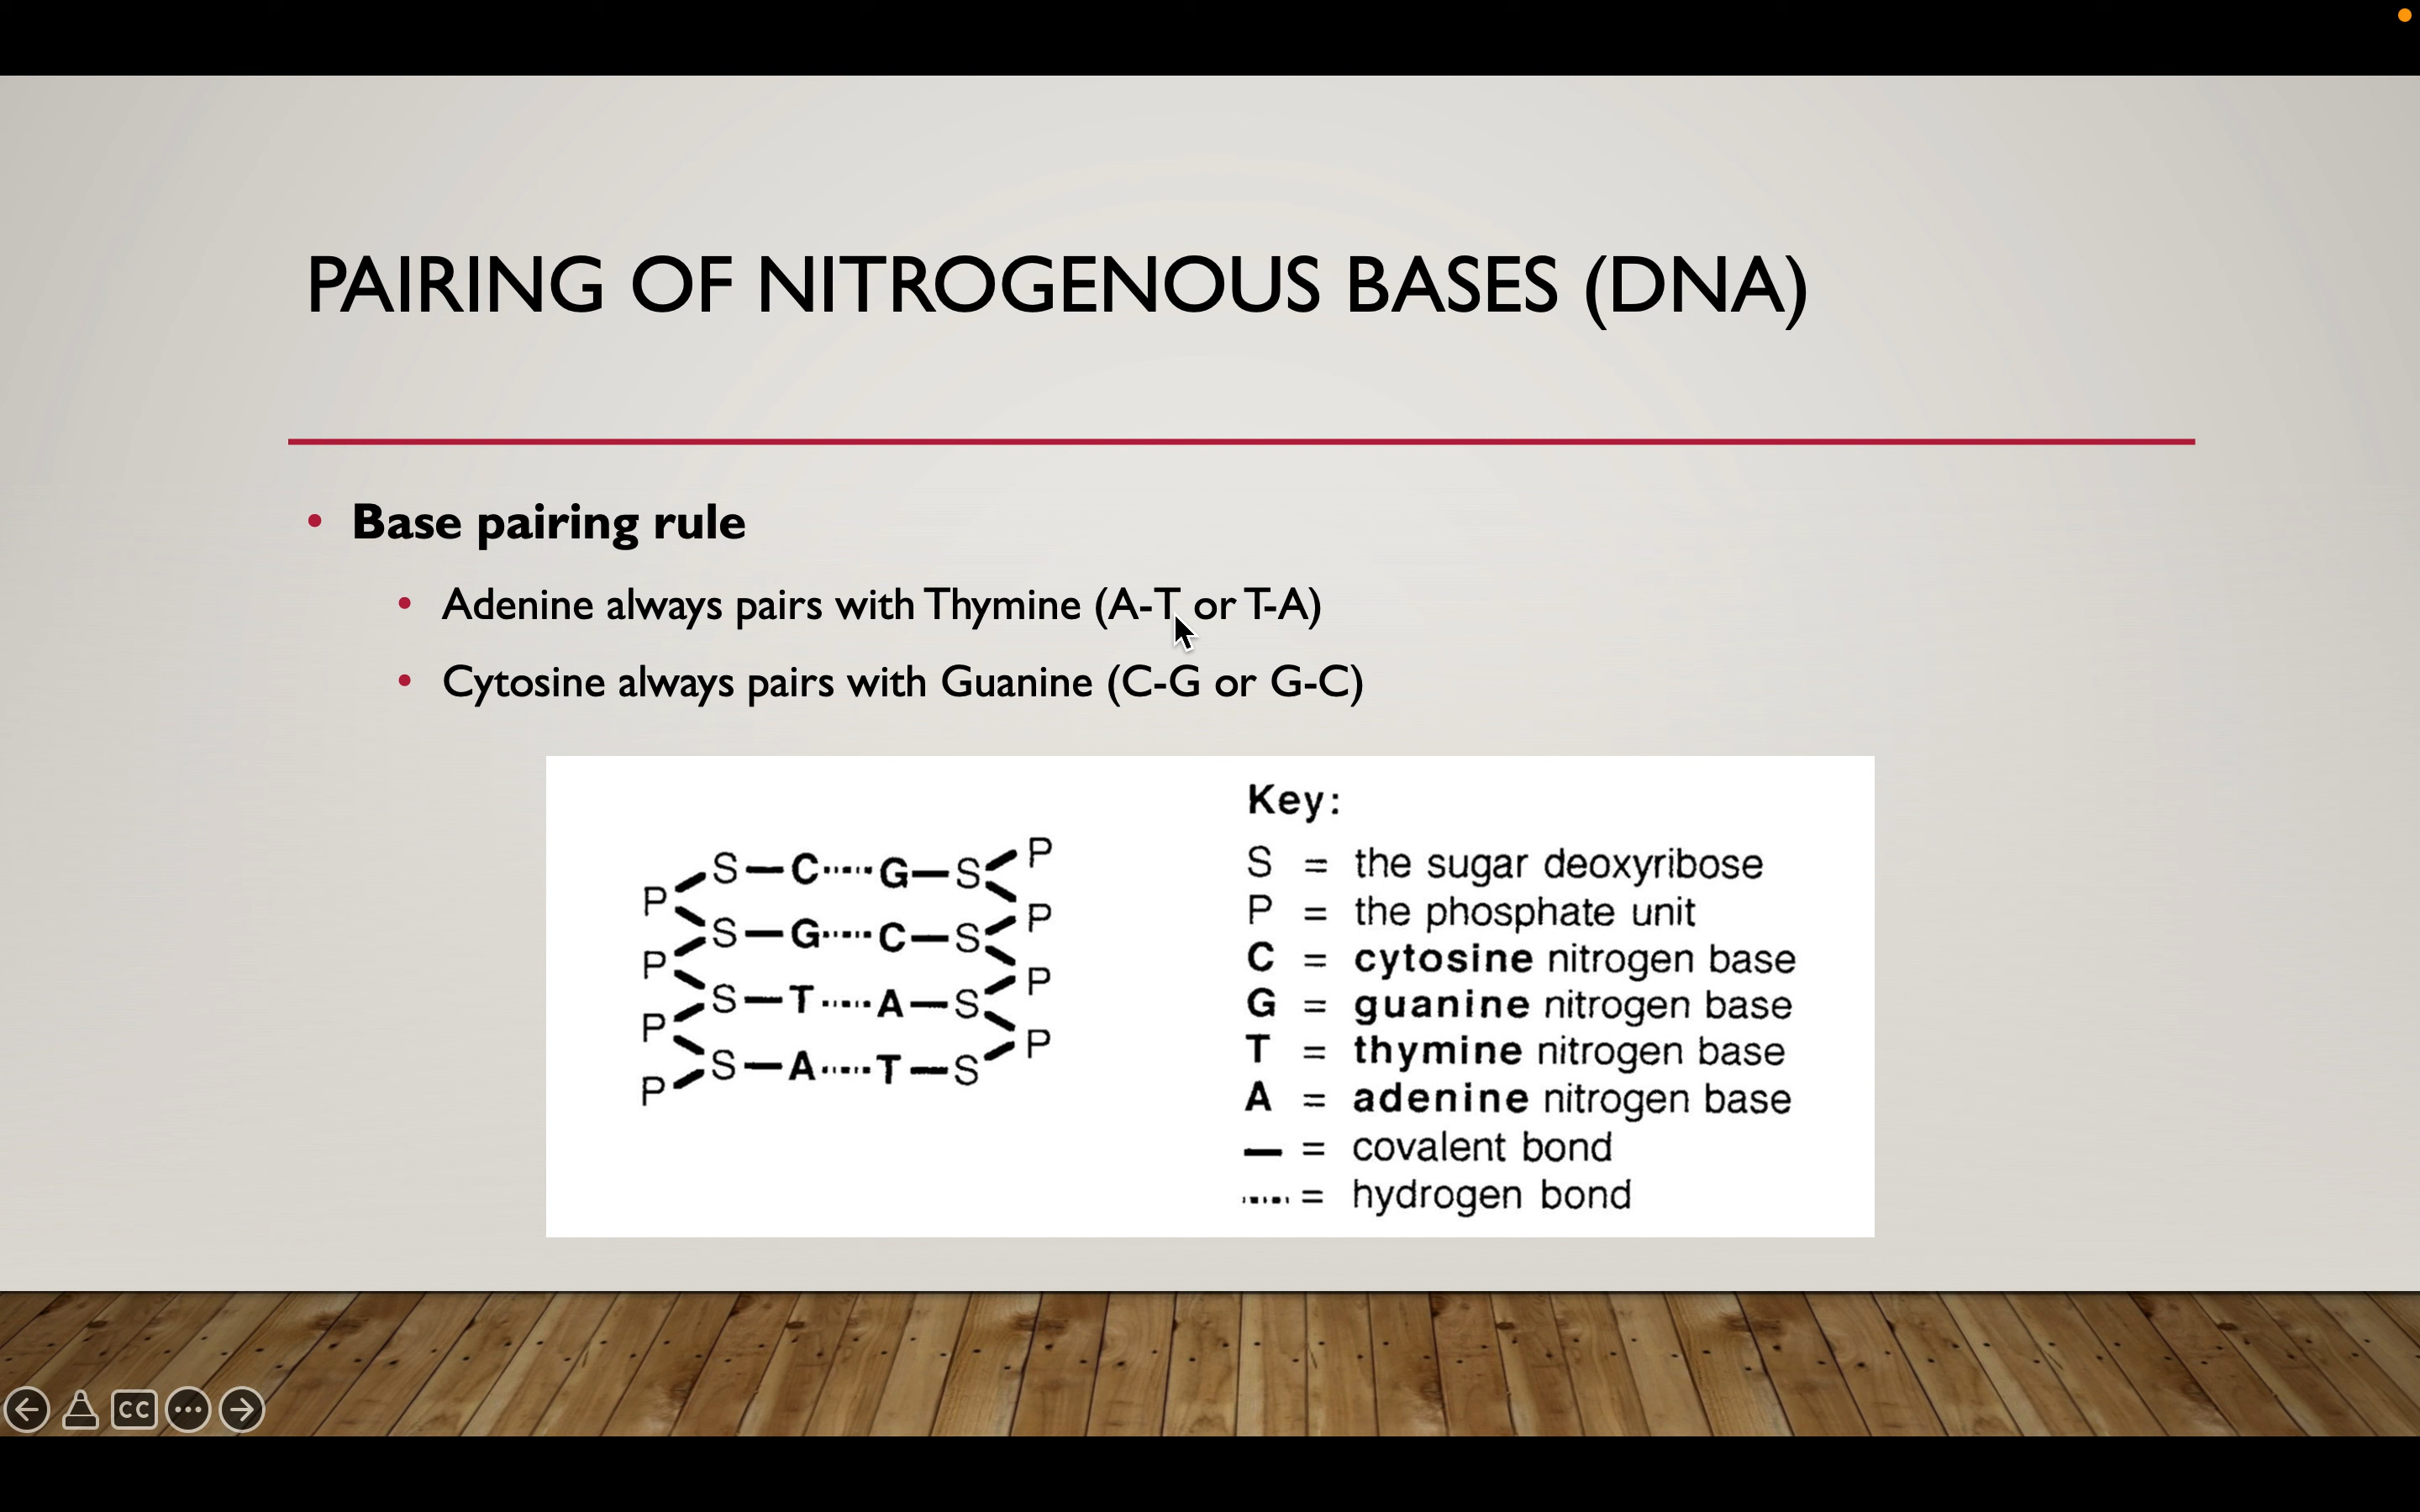 PAIRING OF NITROGENOUS BASES (DNA)
• Base pairing rule
• Adenine always pairs with Thymine (A-T or T-A)
• Cytosine always pairs with Guanine (C-G or G-C)
S—C·····G—S P
P
S—G·····C—S P
P
S—T·····A—S P
P
S—A·····T—S P
P
Key:
S = the sugar deoxyribose
P = the phosphate unit
C = cytosine nitrogen base
G = guanine nitrogen base
T = thymine nitrogen base
A = adenine nitrogen base
— = covalent bond
····· = hydrogen bond
CC